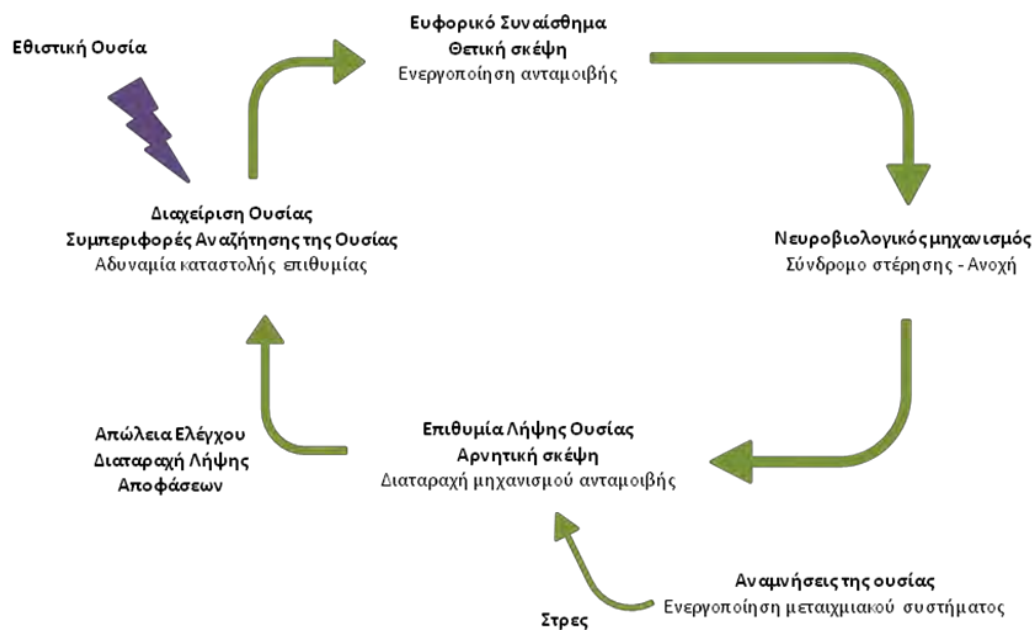 Εθιστική Ουσία
Ευφορικό Συναίσθημα
Θετική σκέψη
Ενεργοποίηση ανταμοιβής
Διαχείριση Ουσίας
Συμπεριφορές Αναζήτησης της Ουσίας
Αδυναμία καταστολής επιθυμίας
Νευροβιολογικός μηχανισμός
Σύνδρομο στέρησης - Ανοχή
Απώλεια Ελέγχου
Διαταραχή Λήψης
Αποφάσεων
Επιθυμία Λήψης Ουσίας
Αρνητική σκέψη
Διαταραχή μηχανισμού ανταμοιβής
Αναμνήσεις της ουσίας
Ενεργοποίηση μεταιχμιακού συστήματος
Στρες